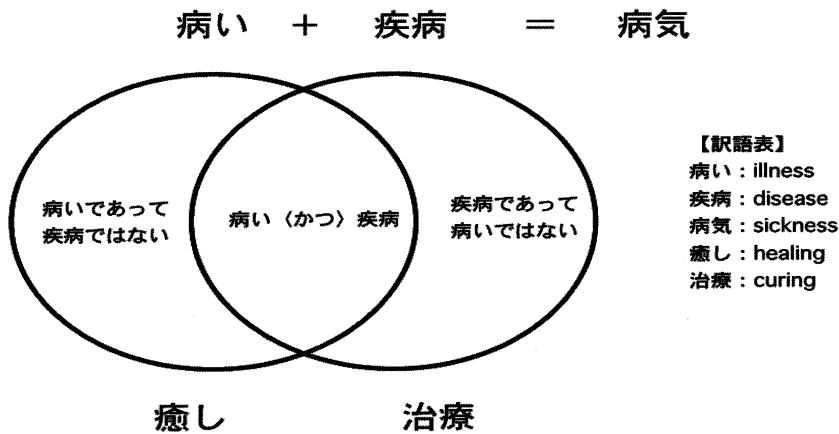 病い + 疾病 = 病気
病いであって
疾病ではない
病い〈かつ〉疾病
疾病であって
病いではない
【訳語表】
病い：illness
疾病：disease
病気：sickness
癒し：healing
治療：curing
癒し 治療